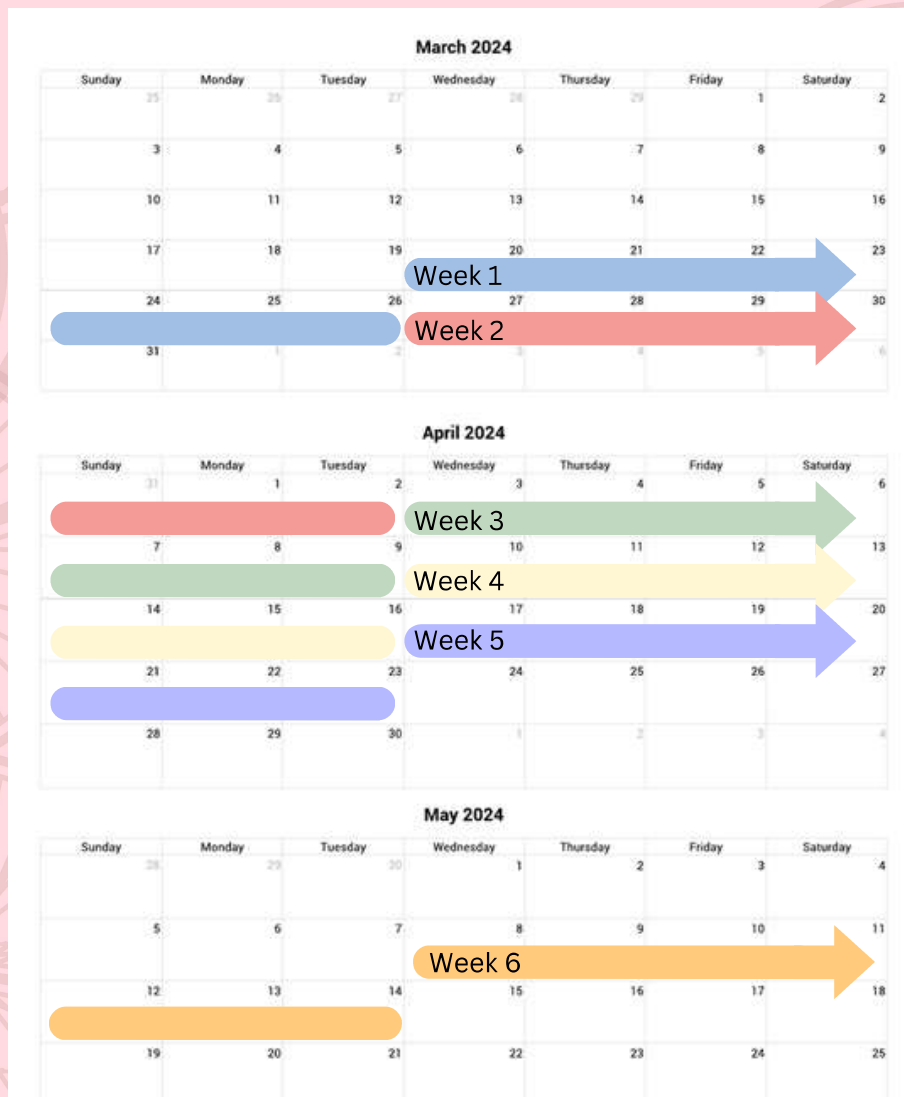 March 2024
Sunday Monday Tuesday Wednesday Thursday Friday Saturday
25 26 27 28 29 1 2
3 4 5 6 7 8 9
10 11 12 13 14 15 16
17 18 19 20 21 22 23
Week 1
24 25 26 27 28 29 30
Week 2
31 1 2 3 4 5 6
April 2024
Sunday Monday Tuesday Wednesday Thursday Friday Saturday
31 1 2 3 4 5 6
Week 3
7 8 9 10 11 12 13
Week 4
14 15 16 17 18 19 20
Week 5
21 22 23 24 25 26 27
28 29 30 1 2 3 4
May 2024
Sunday Monday Tuesday Wednesday Thursday Friday Saturday
28 29 30 1 2 3 4
5 6 7 8 9 10 11
Week 6
12 13 14 15 16 17 18
19 20 21 22 23 24 25